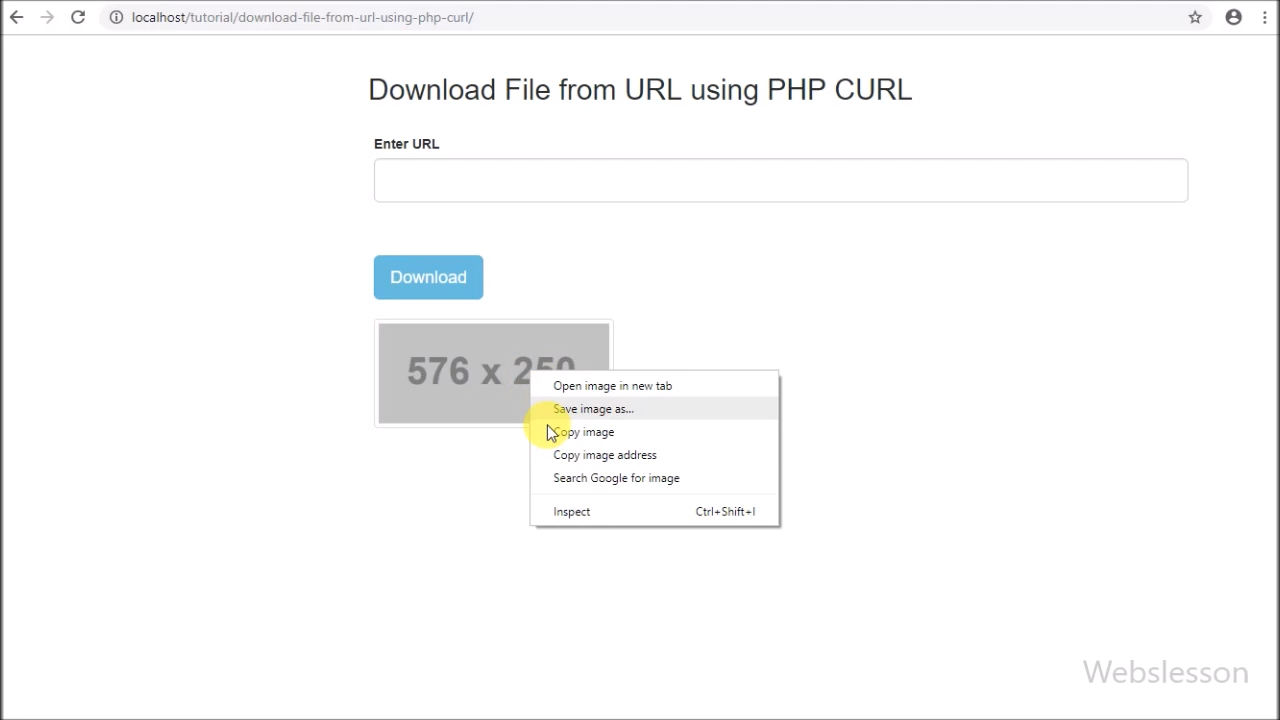 localhost/tutorial/download-file-from-url-using-php-curl/
Download File from URL using PHP CURL
Enter URL
Download
576 x 250
Open image in new tab
Save image as...
Copy image
Copy image address
Search Google for image
Inspect Ctrl+Shift+I
Webslesson